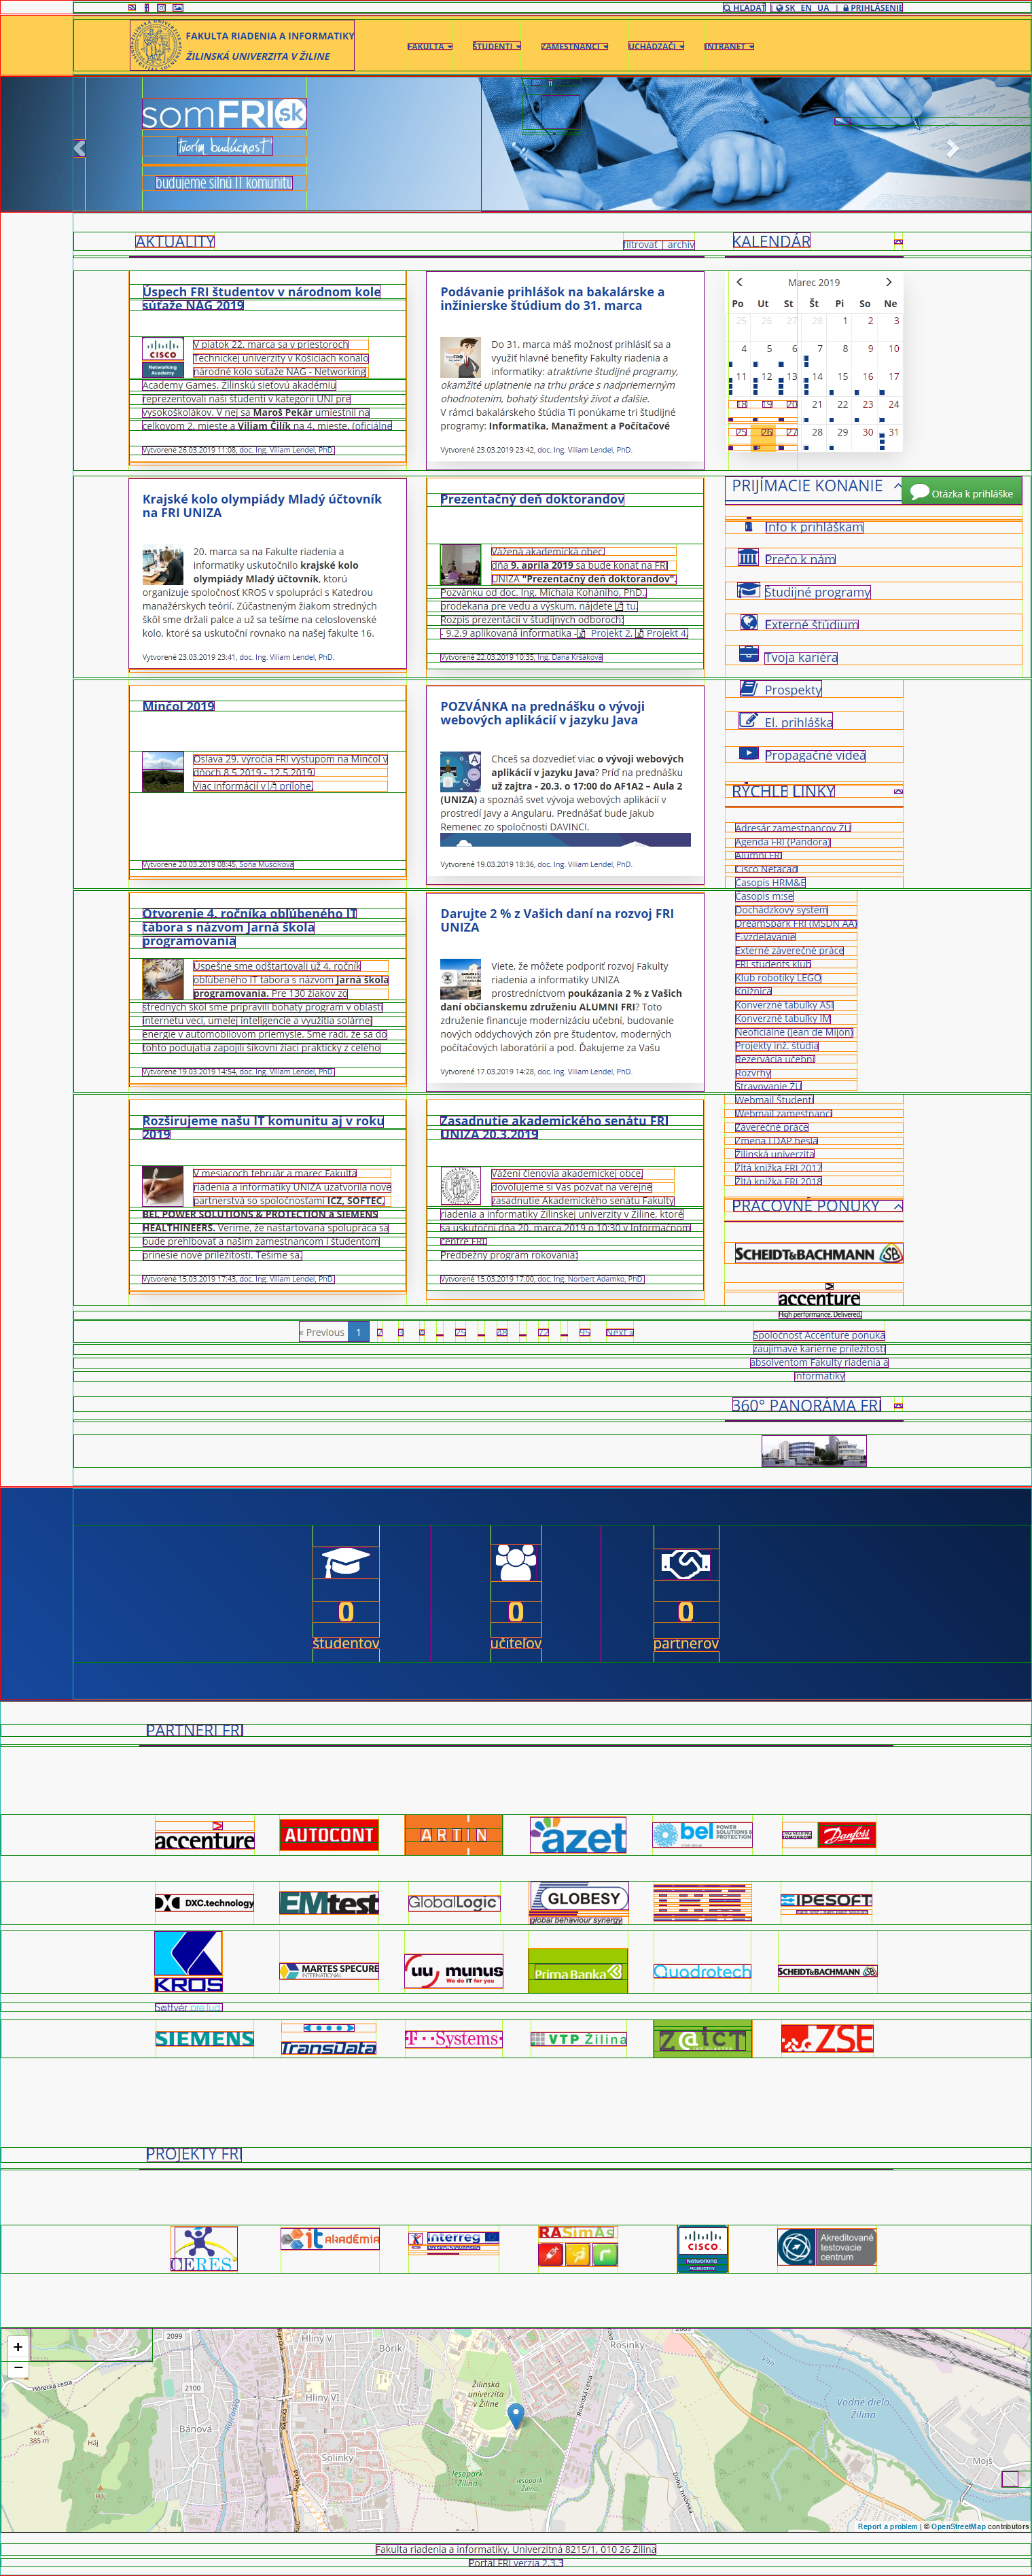 HĽADAŤ | SK EN UA | PRIHLÁSENIE
FAKULTA RIADENIA A INFORMATIKY
ŽILINSKÁ UNIVERZITA V ŽILINE
FAKULTA ŠTUDENTI ZAMESTNANCI UCHÁDZAČI INTRANET
somFRI.sk
tvorím budúcnosť
budujeme silnú IT komunitu
AKTUALITY
filtrovať | archív
KALENDÁR
Úspech FRI študentov v národnom kole
súťaže NAG 2019
V piatok 22. marca sa v priestoroch
Technickej univerzity v Košiciach konalo
národné kolo súťaže NAG - Networking
Academy Games. Žilinskú sieťovú akadémiu
reprezentovali naši študenti v kategórii UNI pre
vysokoškolákov. V nej sa Maroš Pekár umiestnil na
celkovom 2. mieste a Viliam Čilík na 4. mieste. (oficiálne
Vytvorené 26.03.2019 11:08, doc. Ing. Viliam Lendel, PhD.
Podávanie prihlášok na bakalárske a
inžinierske štúdium do 31. marca
Do 31. marca máš možnosť prihlásiť sa a
využiť hlavné benefity Fakulty riadenia a
informatiky: atraktívne štúdium programov,
okamžité uplatnenie na trhu práce s nadpriemerným
ohodnotením, bohatý študentský život a ďalšie.
V rámci bakalárskeho štúdia Ti ponúkame tri študijné
programy: Informatika, Manažment a Počítačové
Vytvorené 23.03.2019 23:42, doc. Ing. Viliam Lendel, PhD.
Marec 2019
Po Ut St Št Pi So Ne
25 26 27 28 1 2 3
4 5 6 7 8 9 10
11 12 13 14 15 16 17
18 19 20 21 22 23 24
25 26 27 28 29 30 31
Krajské kolo olympiády Mladý účtovník
na FRI UNIZA
20. marca sa na Fakulte riadenia a
informatiky uskutočnilo krajské kolo
olympiády Mladý účtovník, ktorú
organizuje spoločnosť KROS v spolupráci s Katedrou
manažérskych teórií. Zúčastneným žiakom stredných
škôl sme držali palce a už sa tešíme na celoslovenské
kolo, ktoré sa uskutoční rovnako na našej fakulte 16.
Vytvorené 23.03.2019 23:41, doc. Ing. Viliam Lendel, PhD.
Prezentačný deň doktorandov
Vážená akademická obec,
dňa 9. apríla 2019 sa bude konať na FRI
UNIZA "Prezentačný deň doktorandov".
Pozvánku od doc. Ing. Michala Kohániho, PhD.,
prodekana pre vedu a výskum, nájdete tu.
Rozpis prezentácií v študijných odboroch:
- 9.2.9 aplikovaná informatika - Projekt 2, Projekt 4,
Vytvorené 22.03.2019 10:35, Ing. Dana Kršáková
PRIJÍMACIE KONANIE
Otázka k prihláške
Info k prihláškam
Prečo k nám
Študijné programy
Externé štúdium
Tvoja kariéra
Prospekty
El. prihláška
Propagačné videá
Minčol 2019
Oslava 29. výročia FRI výstupom na Minčol v
dňoch 8.5.2019 - 12.5.2019.
Viac informácií v prílohe.
Vytvorené 20.03.2019 08:45, Soňa Muščíková
POZVÁNKA na prednášku o vývoji
webových aplikácií v jazyku Java
Chceš sa dozvedieť viac o vývoji webových
aplikácií v jazyku Java? Príď na prednášku
už zajtra - 20.3. o 17:00 do AF1A2 – Aula 2
(UNIZA) a spoznáš svet vývoja webových aplikácií v
prostredí Javy a Angularu. Prednášať bude Jakub
Remenec zo spoločnosti DAVINCI.
Vytvorené 19.03.2019 18:36, doc. Ing. Viliam Lendel, PhD.
RÝCHLE LINKY
Adresár zamestnancov ŽU
Agenda FRI (Pandora)
Alumni FRI
Cisco Netacad
Časopis HRM&E
Časopis m:se
Dochádzkový systém
DreamSpark FRI (MSDN AA)
E-vzdelávanie
Externé záverečné práce
FRI students klub
Klub robotiky LEGO
Knižnica
Konverzné tabuľky ASI
Konverzné tabuľky IM
Neoficiálne (Jean de Mijon)
Projekty inž. štúdia
Rezervácia učební
Rozvrhy
Stravovanie ŽU
Webmail Študenti
Webmail zamestnanci
Záverečné práce
Zmena LDAP hesla
Žilinská univerzita
Žltá knižka FRI 2017
Žltá knižka FRI 2018
Otvorenie 4. ročníka obľúbeného IT
tábora s názvom Jarná škola
programovania
Úspešne sme odštartovali už 4. ročník
obľúbeného IT tábora s názvom Jarná škola
programovania. Pre 130 žiakov zo
stredných škôl sme pripravili bohatý program v oblasti
internetu vecí, umelej inteligencie a využitia solárnej
energie v automobilovom priemysle. Sme radi, že sa do
tohto podujatia zapojili šikovní žiaci prakticky z celého
Vytvorené 19.03.2019 14:54, doc. Ing. Viliam Lendel, PhD.
Darujte 2 % z Vašich daní na rozvoj FRI
UNIZA
Viete, že môžete podporiť rozvoj Fakulty
riadenia a informatiky UNIZA
prostredníctvom poukázania 2 % z Vašich
daní občianskemu združeniu ALUMNI FRI? Toto
združenie financuje modernizáciu učební, budovanie
nových oddychových zón pre študentov, moderných
počítačových laboratórií a pod. Ďakujeme za Vašu
Vytvorené 17.03.2019 14:28, doc. Ing. Viliam Lendel, PhD.
Rozširujeme našu IT komunitu aj v roku
2019
V mesiacoch február a marec Fakulta
riadenia a informatiky UNIZA uzatvorila nové
partnerstvá so spoločnosťami ICZ, SOFTEC,
BEL POWER SOLUTIONS & PROTECTION a SIEMENS
HEALTHINEERS. Veríme, že naštartovaná spolupráca sa
bude prehlbovať a našim zamestnancom i študentom
prinesie nové príležitosti. Tešíme sa.
Vytvorené 15.03.2019 17:43, doc. Ing. Viliam Lendel, PhD.
Zasadnutie akademického senátu FRI
UNIZA 20.3.2019
Vážení členovia akademickej obce,
dovoľujeme si Vás pozvať na verejné
zasadnutie Akademického senátu Fakulty
riadenia a informatiky Žilinskej univerzity v Žiline, ktoré
sa uskutoční dňa 20. marca 2019 o 10:30 v Informačnom
centre FRI.
Predbežný program rokovania:
Vytvorené 15.03.2019 17:00, doc. Ing. Norbert Adamko, PhD.
PRACOVNÉ PONUKY
SCHEIDT&BACHMANN
accenture
High performance. Delivered.
Spoločnosť Accenture ponúka
zaujímavé kariérne príležitosti
absolventom Fakulty riadenia a
informatiky
« Previous 1 2 3 25 48 72 95 Next »
360° PANORÁMA FRI
0 0 0
študentov učiteľov partnerov
PARTNERI FRI
accenture AUTOCONT ARTIN azet bel POWER SOLUTIONS & PROTECTION ENGINEERING TOMORROW Danfoss
DXC.technology EMtest GlobalLogic GLOBESY global behaviour synergy IPESOFT
KROS MARTES SPECURE INTERNATIONAL munus We do IT for you Prima Banka Quadrotech SCHEIDT&BACHMANN
Softvér pre ľudí
SIEMENS TransData T··Systems· VTP Žilina Z@ICT ZSE
PROJEKTY FRI
CERES it akadémia Interreg RASimAs CISCO Networking Academy Akreditované testovacie centrum
2099
Hliny V
Bôrik
Rosinky
Hôrecká cesta
2100
Hliny VI
Žilinská univerzita v Žiline
Bánová
Vodné dielo Žilina
Kút 385 m
Háj
Solinky
lesopark Žilina
Mojš
Report a problem | © OpenStreetMap contributors
Fakulta riadenia a informatiky, Univerzitná 8215/1, 010 26 Žilina
Portál FRI verzia 2.3.3